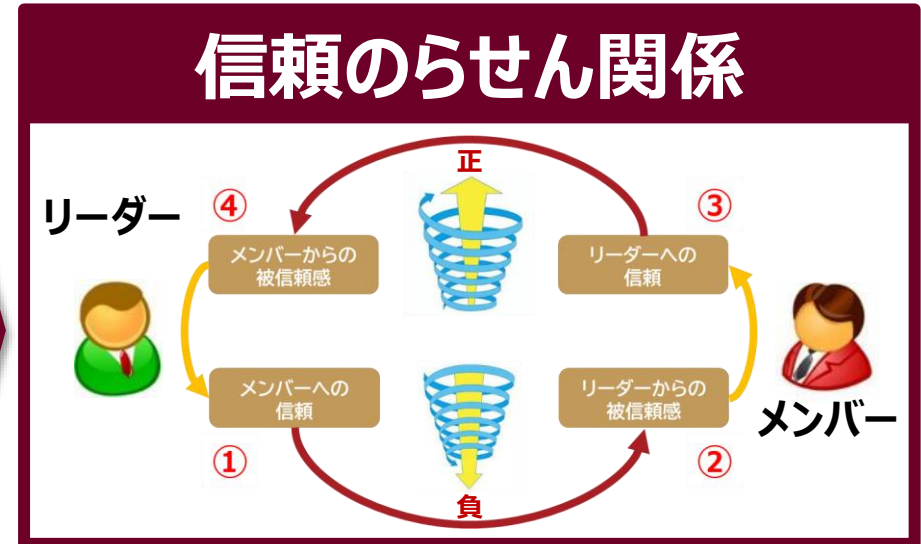 信頼のらせん関係
正
リーダー
④
③
メンバーからの
被信頼感
リーダーへの
信頼
メンバーへの
信頼
リーダーからの
被信頼感
メンバー
①
②
負